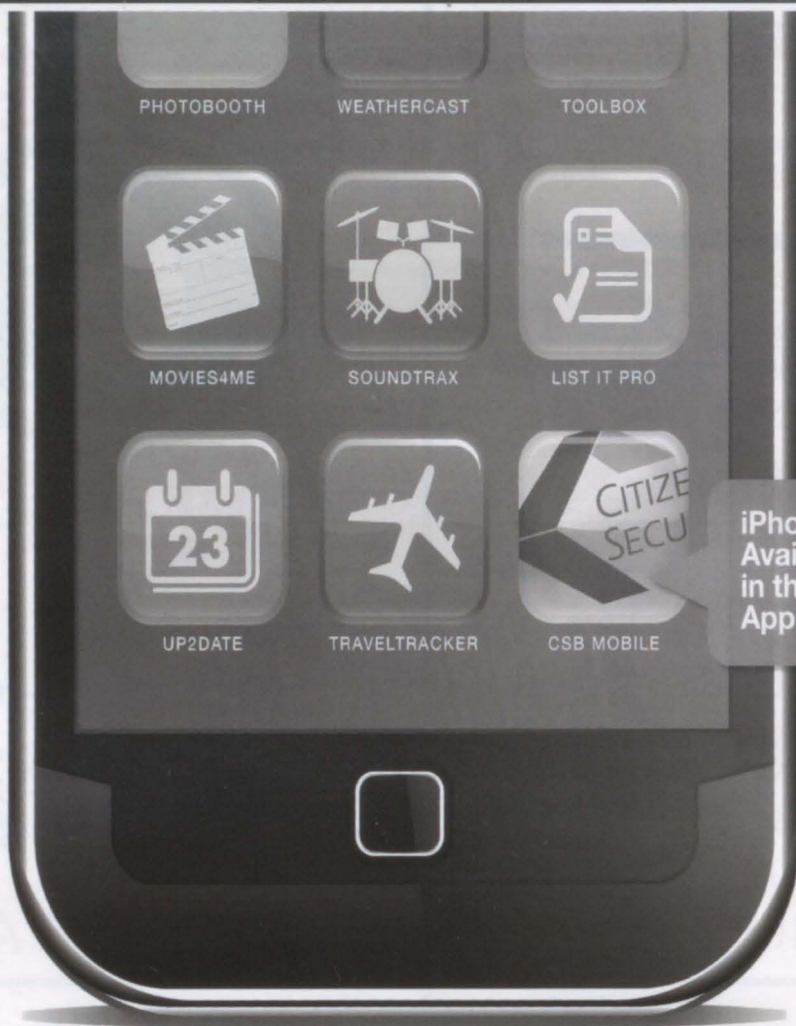 PHOTOBOOTH WEATHERCAST TOOLBOX
MOVIES4ME SOUNDTRAX LIST IT PRO
23
CITIZE
SECU
UP2DATE TRAVELTRACKER CSB MOBILE
iPho
Avai
in th
App